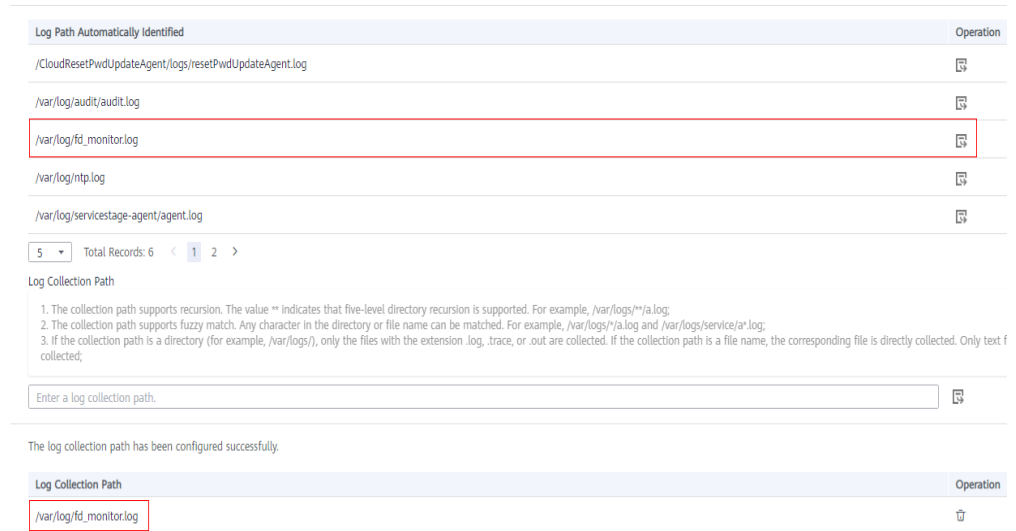 Log Path Automatically Identified Operation
/CloudResetPwdUpdateAgent/logs/resetPwdUpdateAgent.log
/var/log/audit/audit.log
/var/log/fd_monitor.log
/var/log/ntp.log
/var/log/servicestage-agent/agent.log
5 Total Records: 6 < 1 2 >
Log Collection Path
1. The collection path supports recursion. The value ** indicates that five-level directory recursion is supported. For example, /var/logs/**/a.log;
2. The collection path supports fuzzy match. Any character in the directory or file name can be matched. For example, /var/logs/*/a.log and /var/logs/service/a*.log;
3. If the collection path is a directory (for example, /var/logs/), only the files with the extension .log, .trace, or .out are collected. If the collection path is a file name, the corresponding file is directly collected. Only text f
collected;
Enter a log collection path.
The log collection path has been configured successfully.
Log Collection Path Operation
/var/log/fd_monitor.log